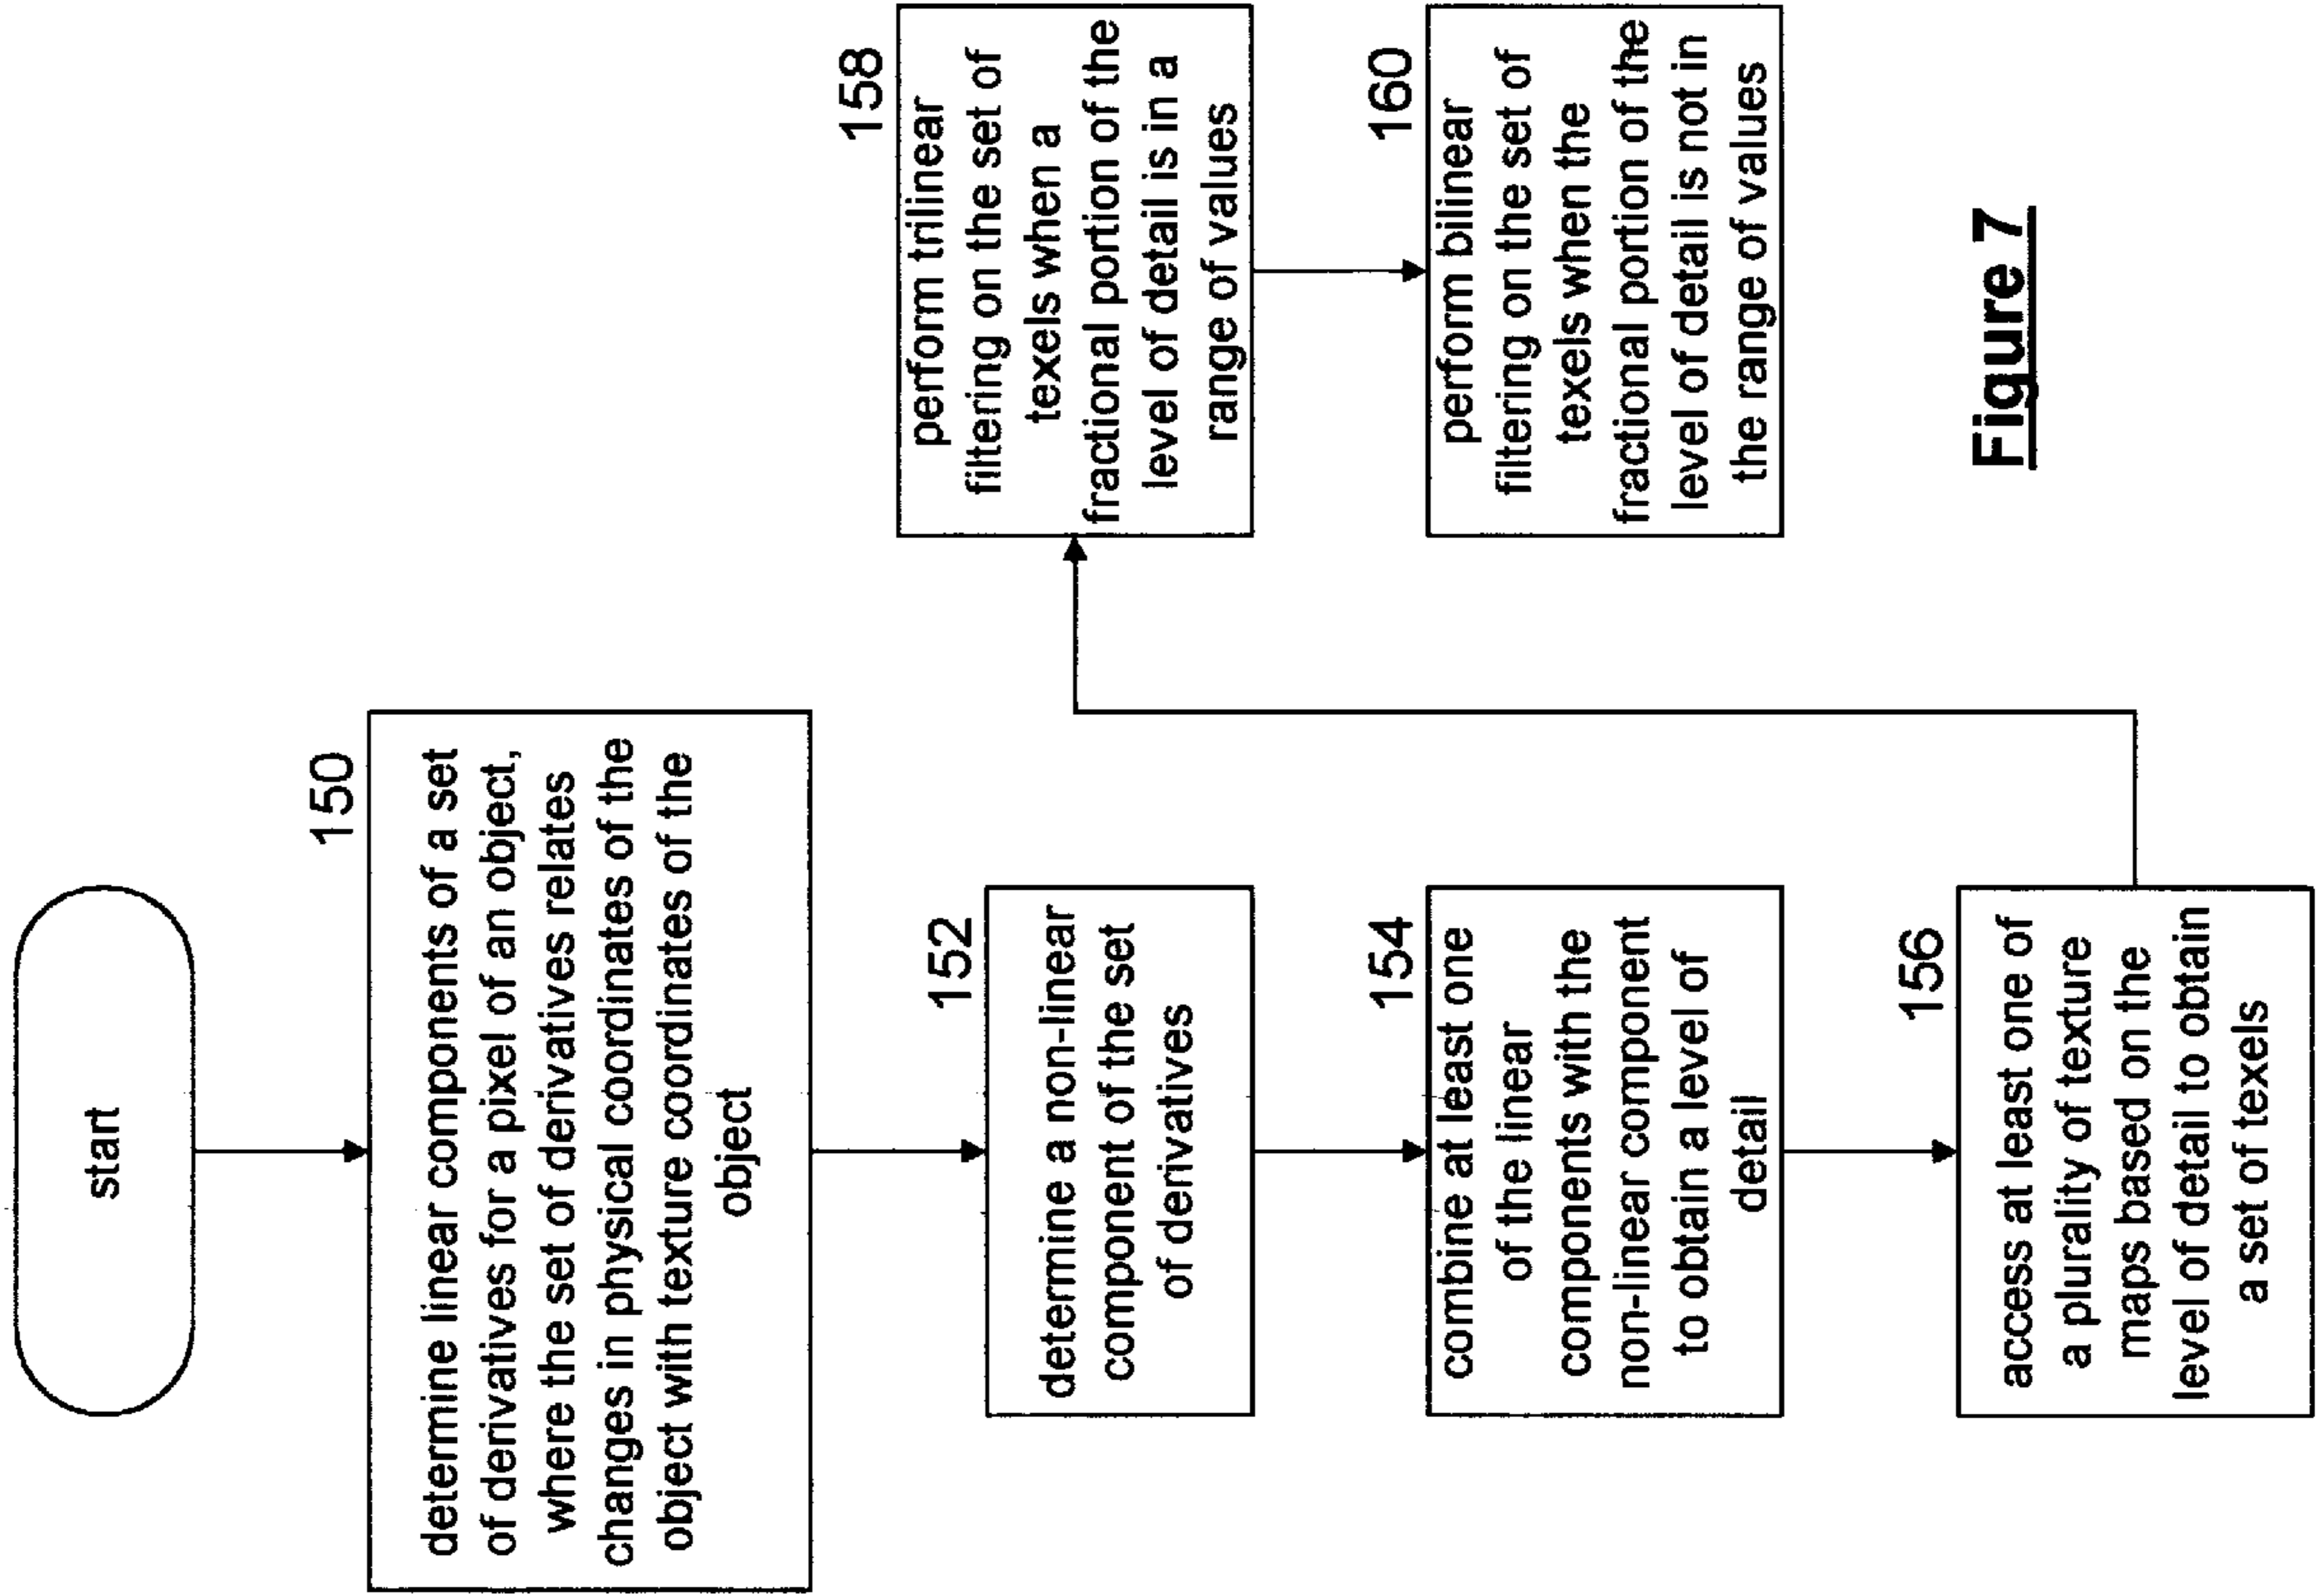 start
150
determine linear components of a set
of derivatives for a pixel of an object,
where the set of derivatives relates
changes in physical coordinates of the
object with texture coordinates of the
object
152
determine a non-linear
component of the set
of derivatives
154
combine at least one
of the linear
components with the
non-linear component
to obtain a level of
detail
156
access at least one of
a plurality of texture
maps based on the
level of detail to obtain
a set of texels
158
perform trilinear
filtering on the set of
texels when a
fractional portion of the
level of detail is in a
range of values
160
perform bilinear
filtering on the set of
texels when the
fractional portion of the
level of detail is not in
the range of values
Figure 7